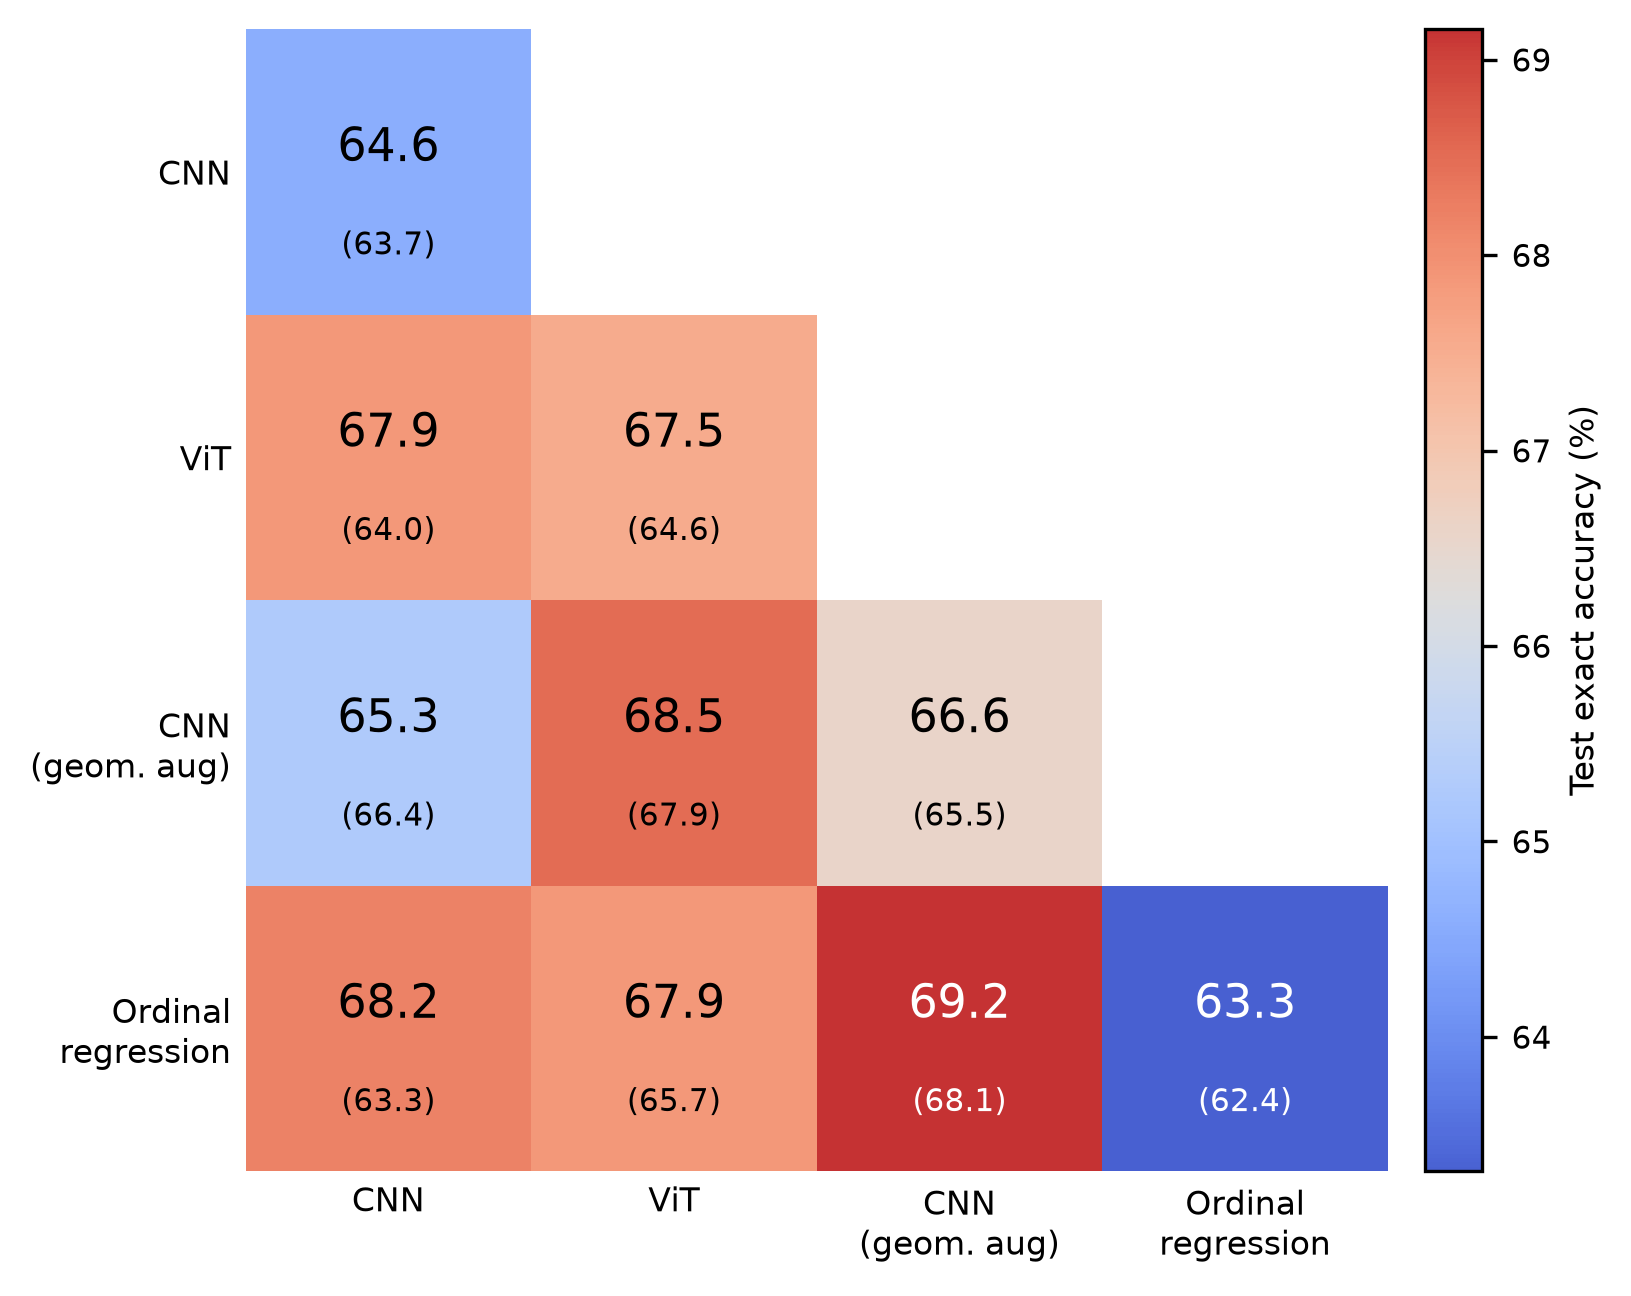 CNN
64.6
(63.7)
ViT
67.9
(64.0)
67.5
(64.6)
CNN
(geom. aug)
65.3
(66.4)
68.5
(67.9)
66.6
(65.5)
Ordinal
regression
68.2
(63.3)
67.9
(65.7)
69.2
(68.1)
63.3
(62.4)
CNN
ViT
CNN
(geom. aug)
Ordinal
regression
69
68
67
66
65
64
Test exact accuracy (%)